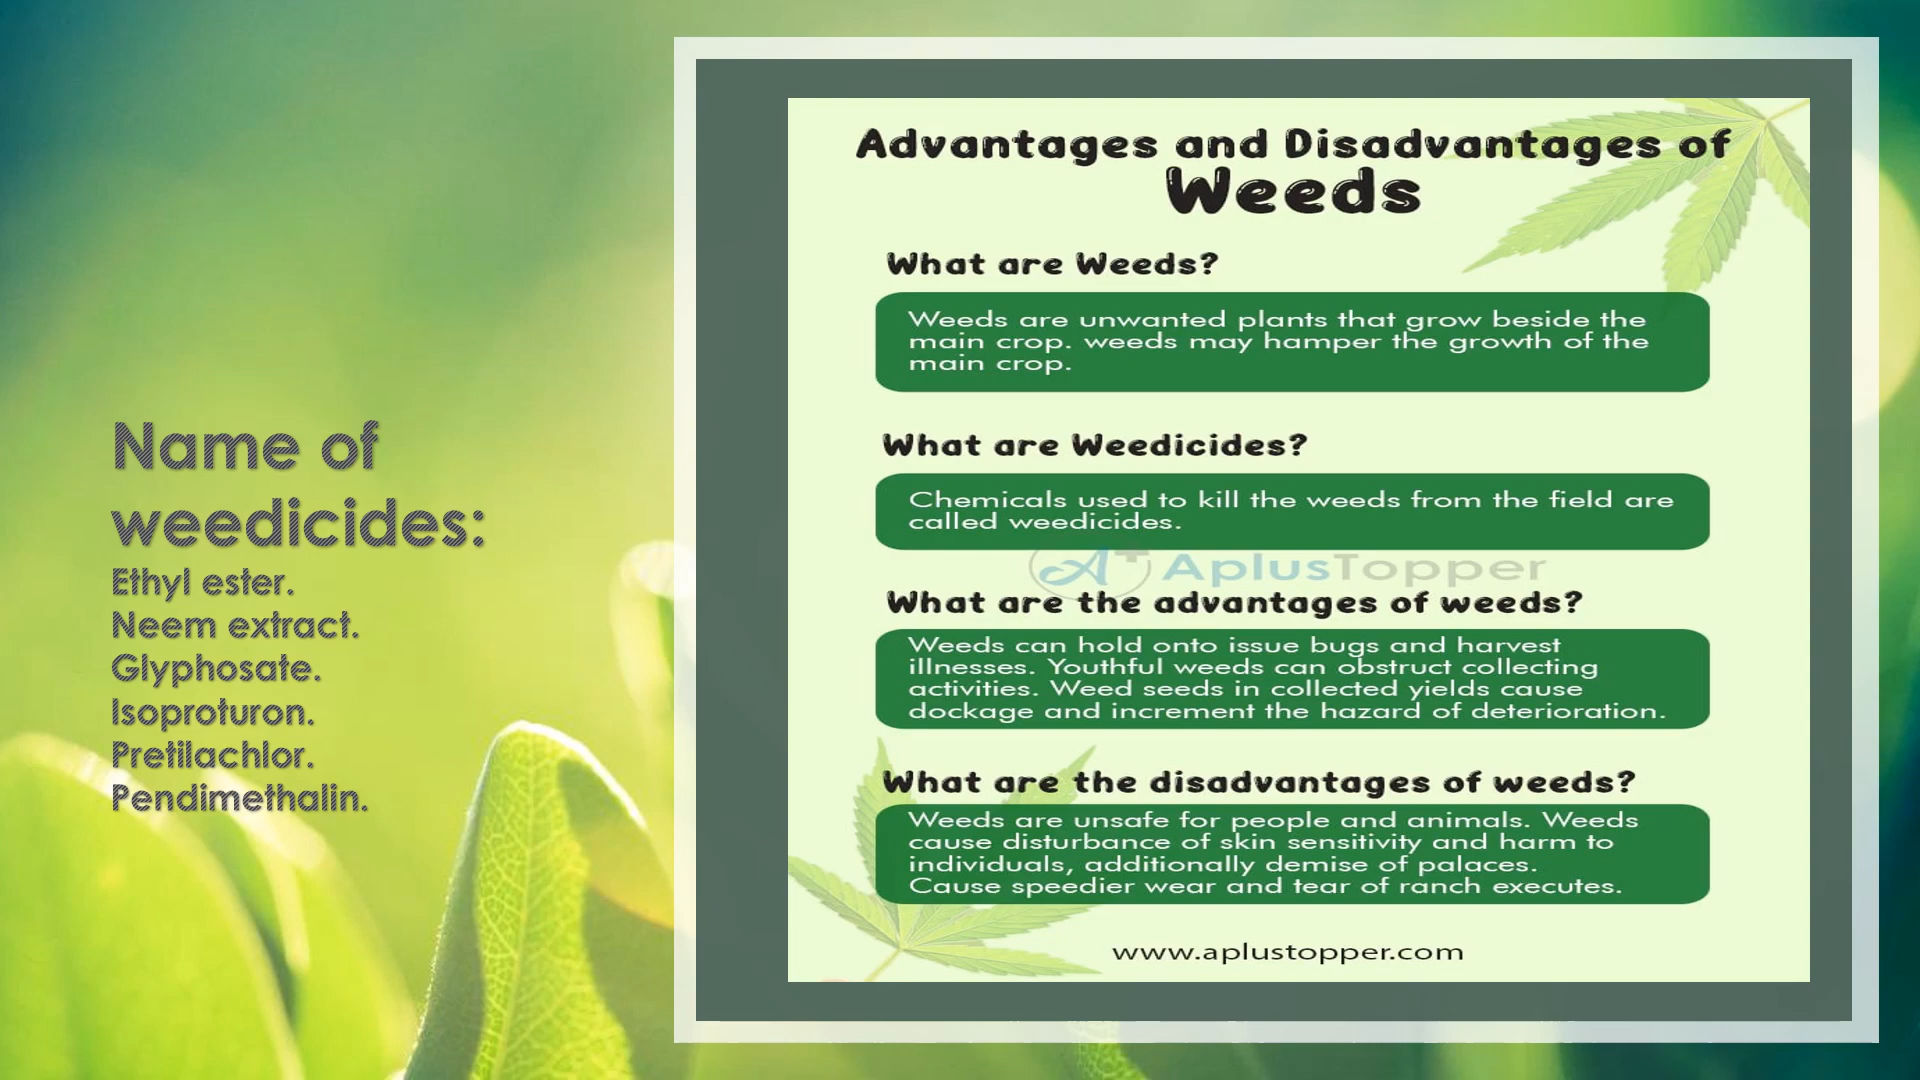 Name of
weedicides:
Ethyl ester.
Neem extract.
Glyphosate.
Isoproturon.
Pretilachlor.
Pendimethalin.
Advantages and Disadvantages of
Weeds
What are Weeds?
Weeds are unwanted plants that grow beside the
main crop. weeds may hamper the growth of the
main crop.
What are Weedicides?
Chemicals used to kill the weeds from the field are
called weedicides.
A+ AplusTopper
What are the advantages of weeds?
Weeds can hold onto issue bugs and harvest
illnesses. Youthful weeds can obstruct collecting
activities. Weed seeds in collected yields cause
dockage and increment the hazard of deterioration.
What are the disadvantages of weeds?
Weeds are unsafe for people and animals. Weeds
cause disturbance of skin sensitivity and harm to
individuals, additionally demise of palaces.
Cause speedier wear and tear of ranch executes.
www.aplustopper.com